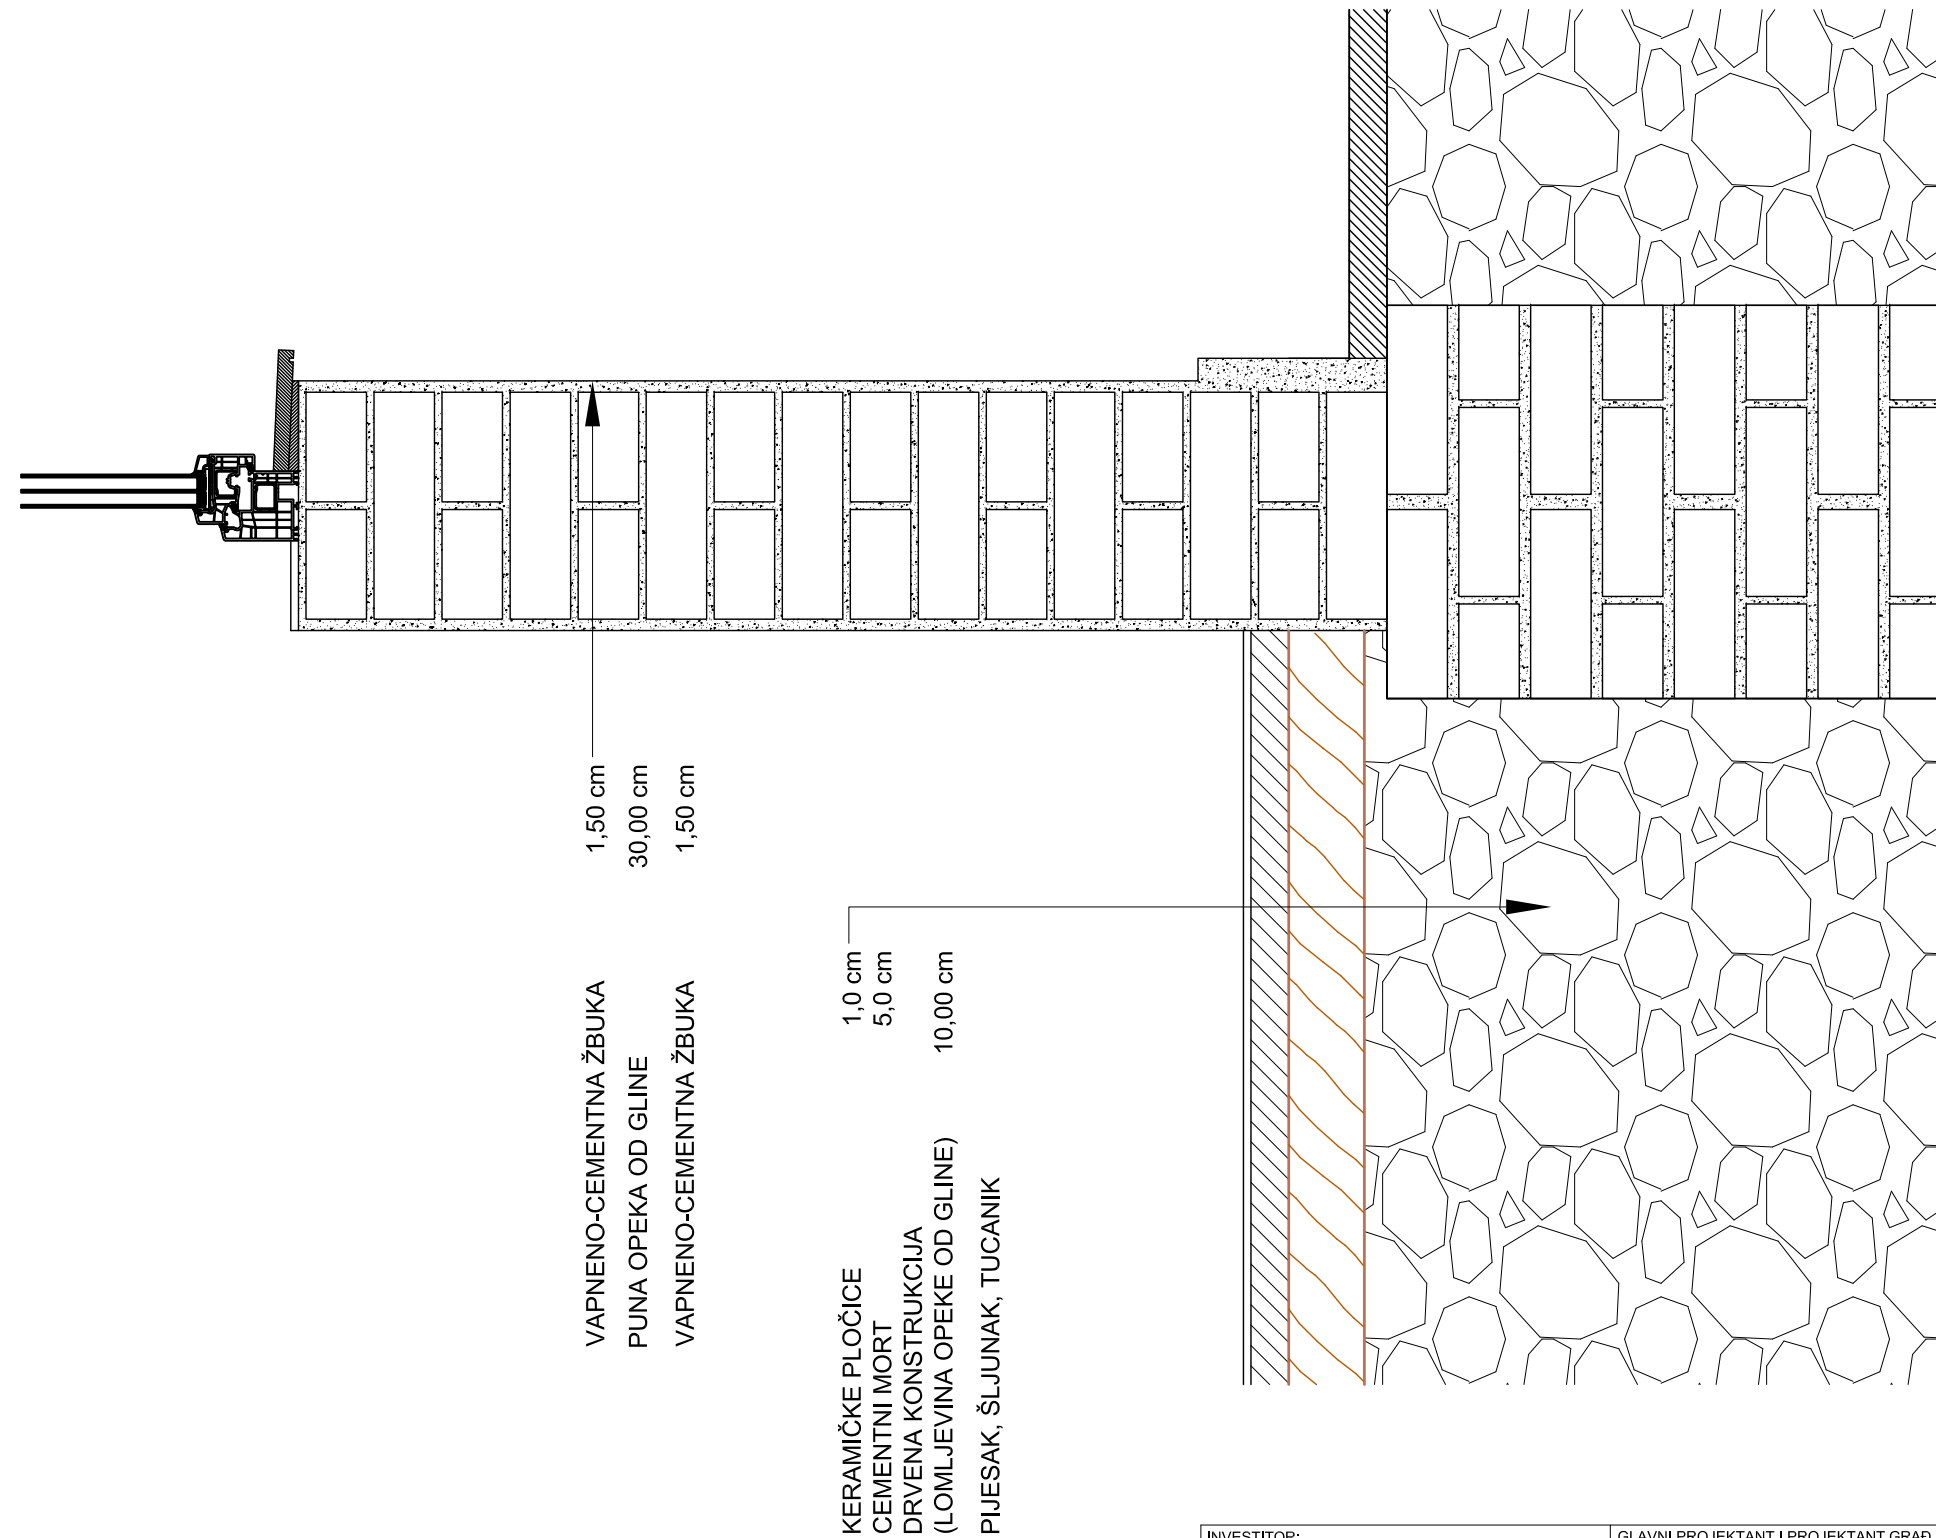 VAPNENO-CEMENTNA ŽBUKA 1,50 cm
PUNA OPEKA OD GLINE 30,00 cm
VAPNENO-CEMENTNA ŽBUKA 1,50 cm
KERAMIČKE PLOČICE 1,0 cm
CEMENTNI MORT 5,0 cm
DRVENA KONSTRUKCIJA
(LOMLJEVINA OPEKE OD GLINE) 10,00 cm
PIJESAK, ŠLJUNAK, TUCANIK
INVESTITOR:
GLAVNI PROJEKTANT I PROJEKTANT GRAĐ